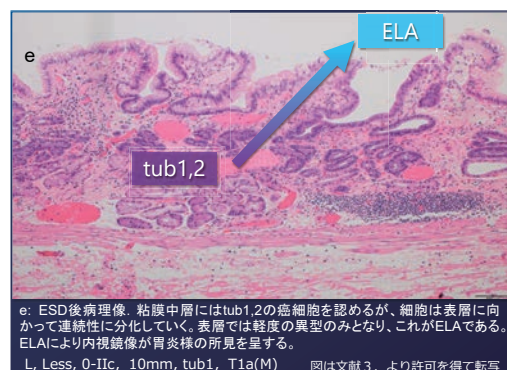 ELA
e
tub1,2
e: ESD後病理像. 粘膜中層にはtub1,2の癌細胞を認めるが、細胞は表層に向
かって連続性に分化していく。表層では軽度の異型のみとなり、これがELAである。
ELAにより内視鏡像が胃炎様の所見を呈する。
L, Less, 0-IIc, 10mm, tub1, T1a(M) 図は文献3．より許可を得て転写